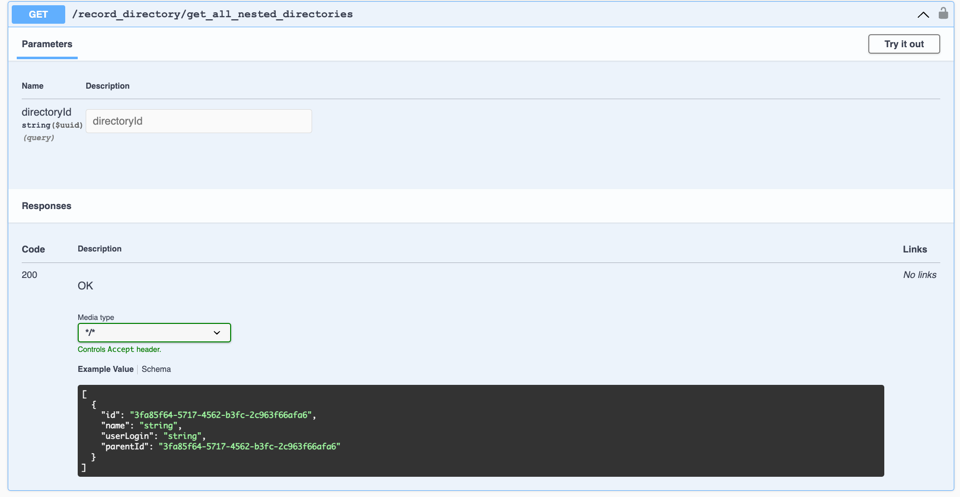 GET /record_directory/get_all_nested_directories
Parameters
Try it out
Name Description
directoryId
string($uuid)
(query)
directoryId
Responses
Code Description Links
200
OK
No links
Media type
*/*
Controls Accept header.
Example Value Schema
[
{
"id": "3fa85f64-5717-4562-b3fc-2c963f66afa6",
"name": "string",
"userLogin": "string",
"parentId": "3fa85f64-5717-4562-b3fc-2c963f66afa6"
}
]